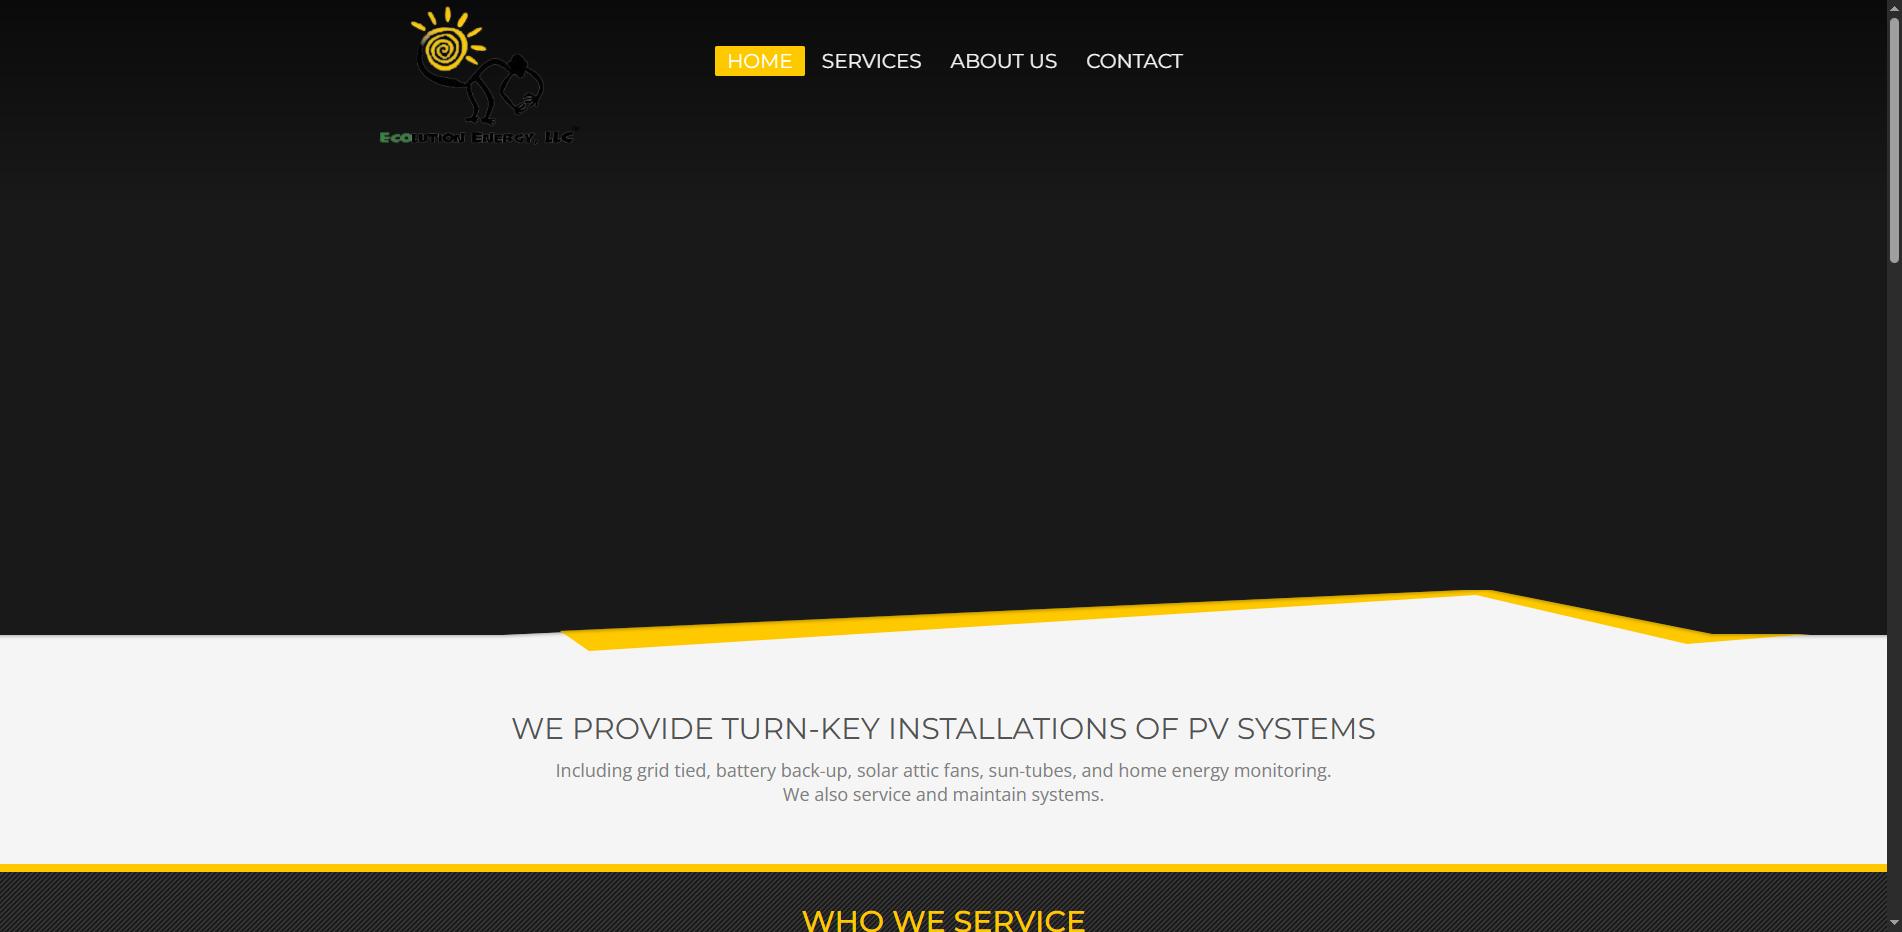 ECOLUTION ENERGY, LLC
HOME SERVICES ABOUT US CONTACT
WE PROVIDE TURN-KEY INSTALLATIONS OF PV SYSTEMS
Including grid tied, battery back-up, solar attic fans, sun-tubes, and home energy monitoring.
We also service and maintain systems.
WHO WE SERVICE